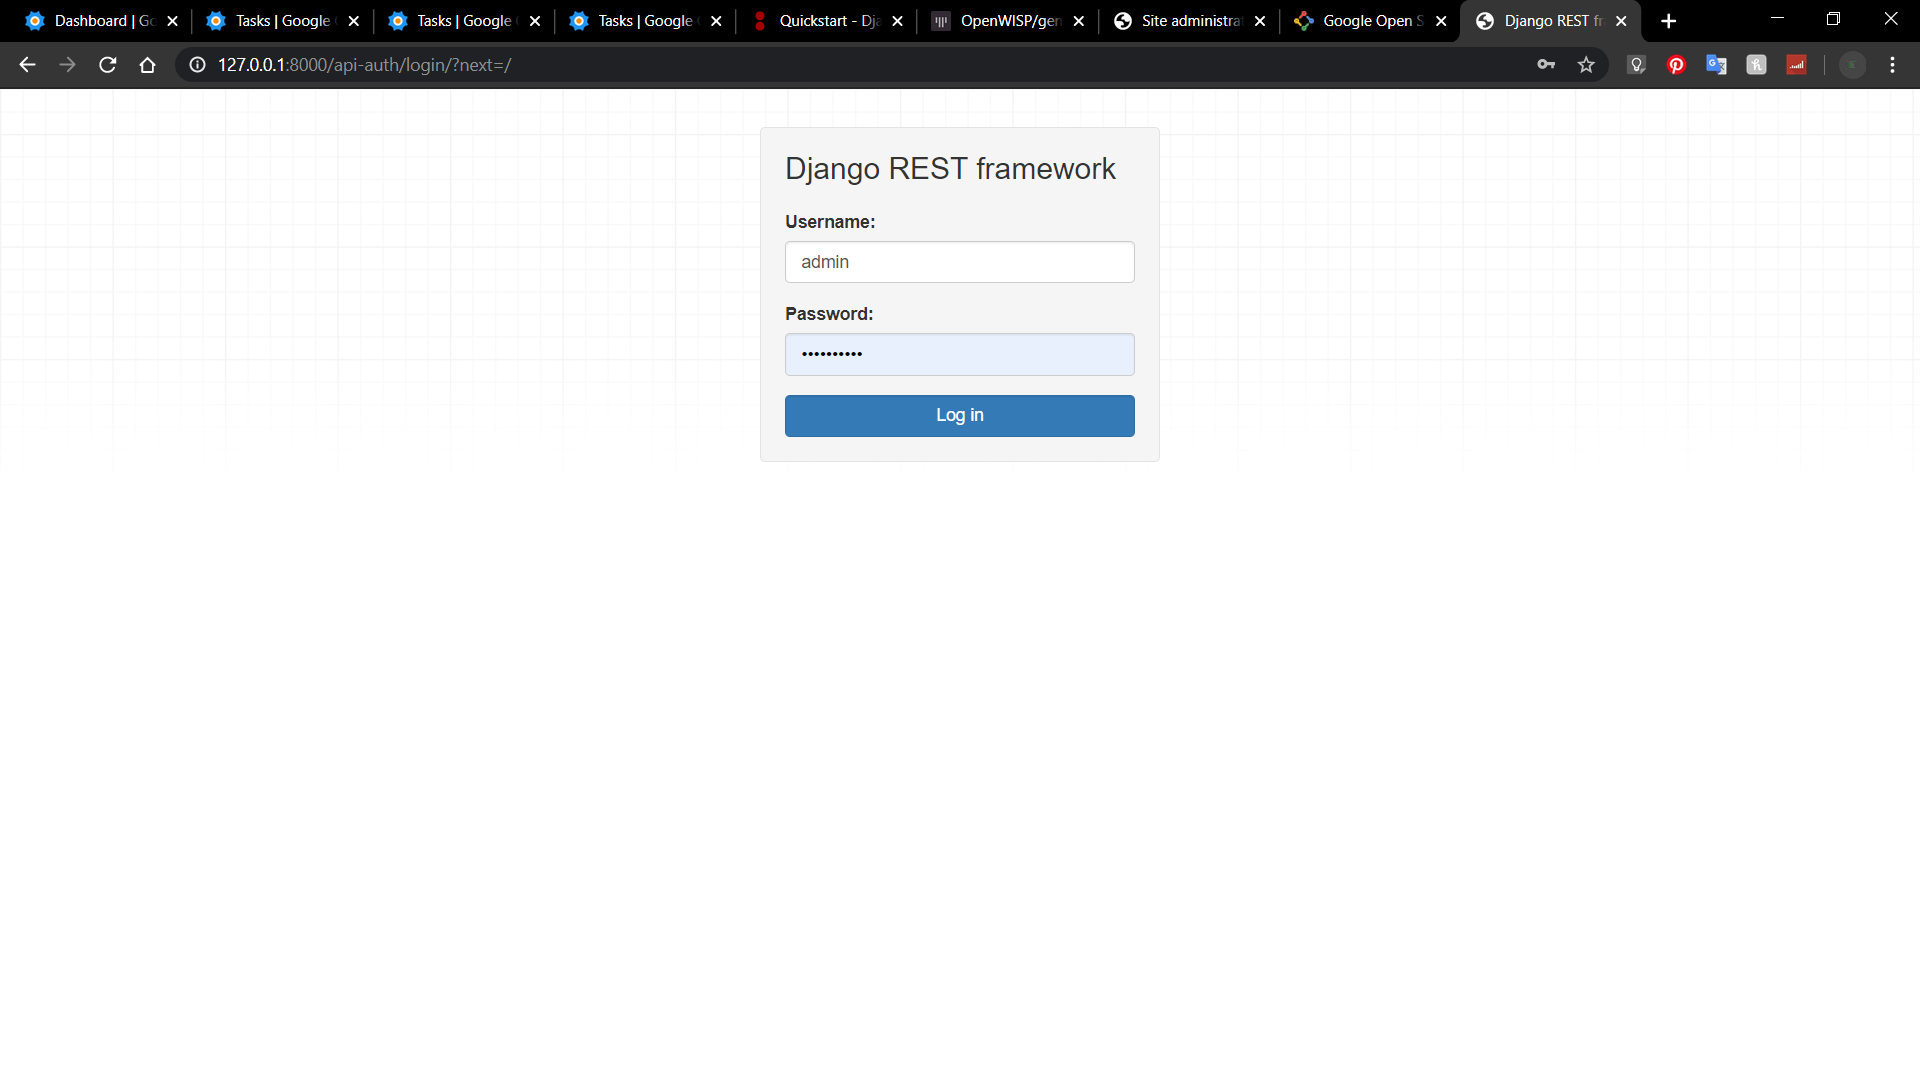 Dashboard | Go
Tasks | Google
Tasks | Google
Tasks | Google
Quickstart - Dja
OpenWISP/gen
Site administrat
Google Open S
Django REST fr
127.0.0.1:8000/api-auth/login/?next=/
Django REST framework
Username:
admin
Password:
Log in